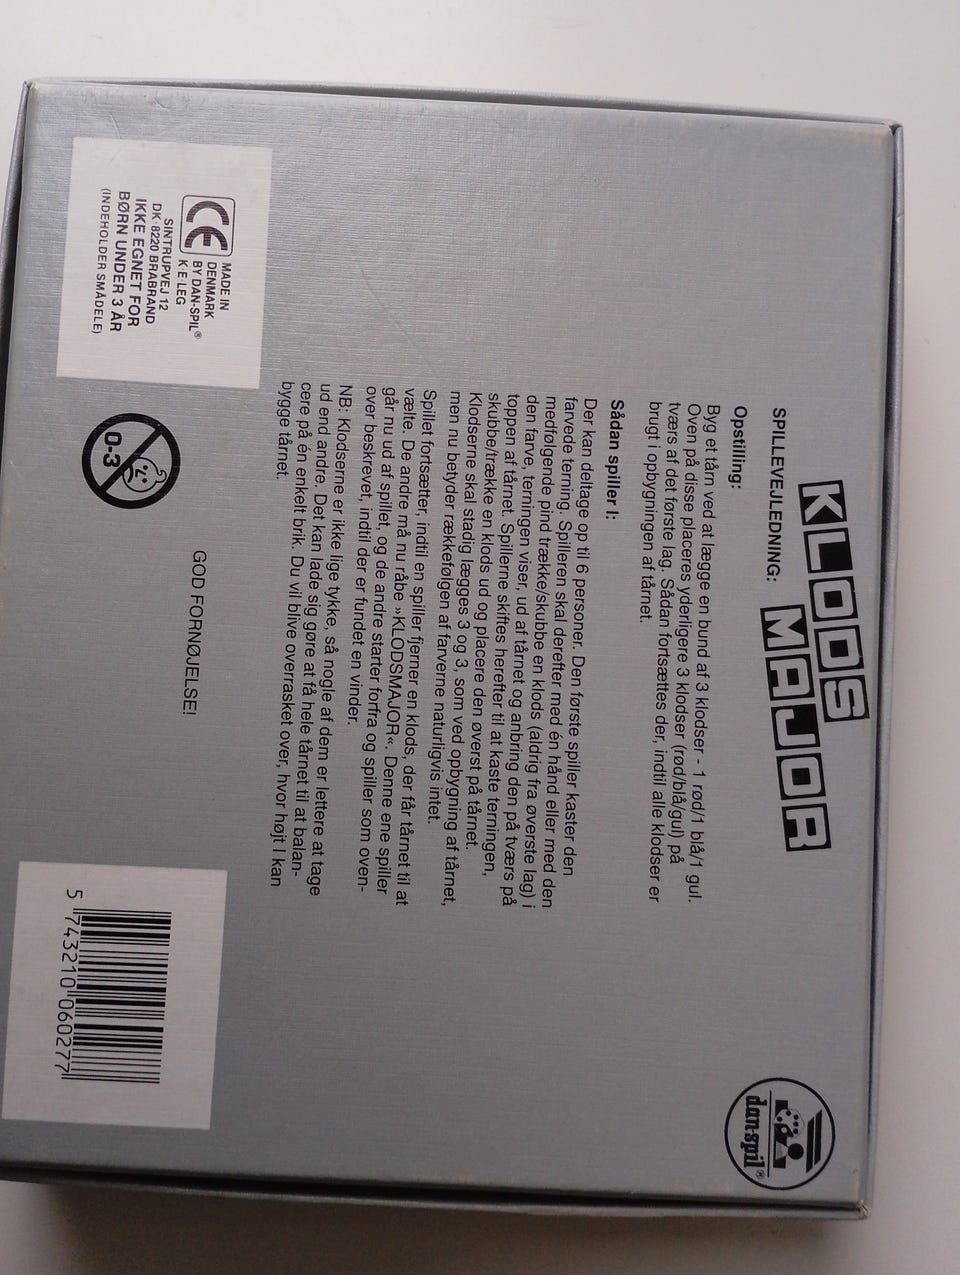 KLODS
MAJOR
SPILLEVEJLEDNING:
Opstilling:
Byg et tårn ved at lægge en bund af 3 klodser - 1 rød/1 blå/1 gul.
Oven på disse placeres yderligere 3 klodser (rød/blå/gul) på
tværs af det første lag. Sådan fortsættes der, indtil alle klodser er
brugt i opbygningen af tårnet.
Sådan spiller I:
Der kan deltage op til 6 personer. Den første spiller kaster den
farvede terning. Spilleren skal derefter med én hånd eller med den
medfølgende pind trække/skubbe en klods (aldrig fra øverste lag) i
den farve, terningen viser, ud af tårnet og anbring den på tværs på
toppen af tårnet. Spillerne skiftes herefter til at kaste terningen,
skubbe/trække en klods ud og placere den øverst på tårnet.
Klodserne skal stadig lægges 3 og 3, som ved opbygning af tårnet,
men nu betyder rækkefølgen af farverne naturligvis intet.
Spillet fortsætter, indtil en spiller fjerner en klods, der får tårnet til at
vælte. De andre må nu råbe »KLODSMAJOR«. Denne ene spiller
går nu ud af spillet, og de andre starter forfra og spiller som oven-
over beskrevet, indtil der er fundet en vinder.
NB: Klodserne er ikke lige tykke, så nogle af dem er lettere at tage
ud end andre. Det kan lade sig gøre at få hele tårnet til at balan-
cere på én enkelt brik. Du vil blive overrasket over, hvor højt I kan
bygge tårnet.
GOD FORNØJELSE!
CE
MADE IN
DENMARK
BY DAN-SPIL®
K·E·LEG
SINTRUPVEJ 12
DK-8220 BRABRAND
IKKE EGNET FOR
BØRN UNDER 3 ÅR
(INDEHOLDER SMÅDELE)
0-3
5 743210 060277
dan-spil®